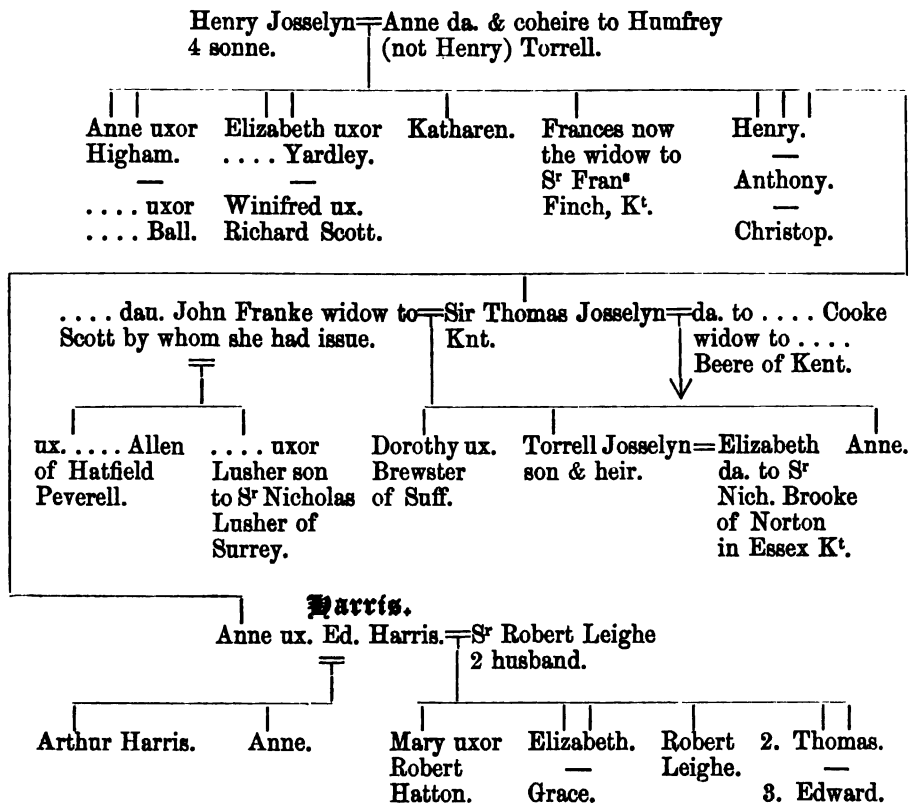 Henry Josselyn=Anne da. & coheire to Humfrey
4 sonne. (not Henry) Torrell.
Anne uxor Elizabeth uxor Katharen. Frances now Henry.
Higham. . . . . Yardley. the widow to —
— — Sʳ Franˢ Anthony.
. . . . uxor Winifred ux. Finch, Kᵗ. —
. . . . Ball. Richard Scott. Christop.
. . . . dau. John Franke widow to=Sir Thomas Josselyn=da. to . . . . Cooke
Scott by whom she had issue. Knt. widow to . . . .
Beere of Kent.
ux. . . . . Allen . . . . uxor Dorothy ux. Torrell Josselyn=Elizabeth Anne.
of Hatfield Lusher son Brewster son & heir. da. to Sʳ
Peverell. to Sʳ Nicholas of Suff. Nich. Brooke
Lusher of of Norton
Surrey. in Essex Kᵗ.
Harris.
Anne ux. Ed. Harris.=Sʳ Robert Leighe
2 husband.
Arthur Harris. Anne. Mary uxor Elizabeth. Robert 2. Thomas.
Robert — Leighe. —
Hatton. Grace. 3. Edward.